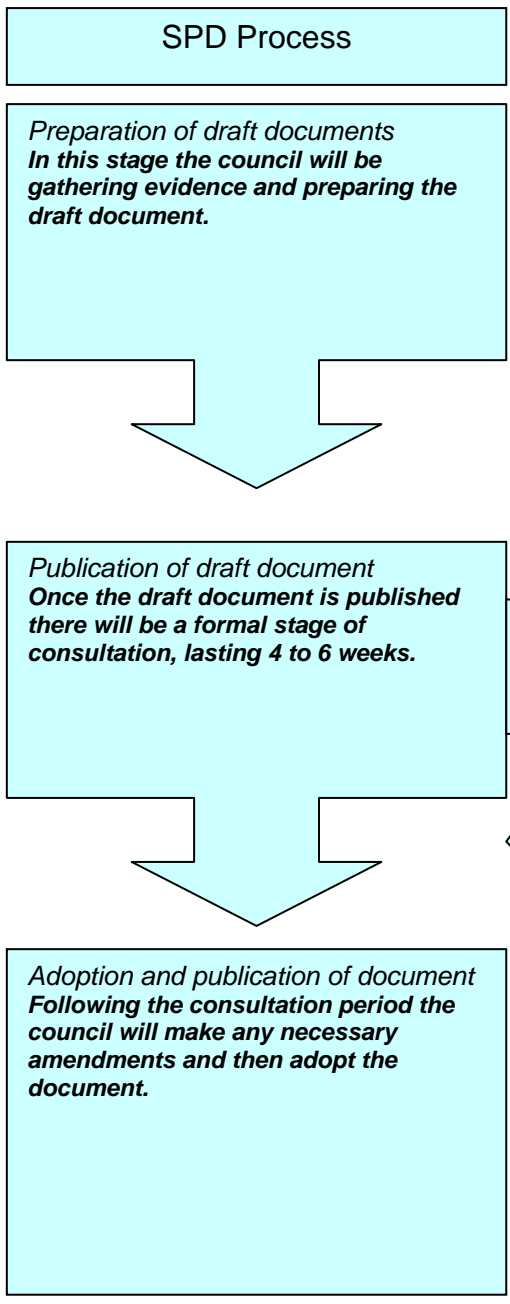 SPD Process
Preparation of draft documents
In this stage the council will be
gathering evidence and preparing the
draft document.
Publication of draft document
Once the draft document is published
there will be a formal stage of
consultation, lasting 4 to 6 weeks.
Adoption and publication of document
Following the consultation period the
council will make any necessary
amendments and then adopt the
document.